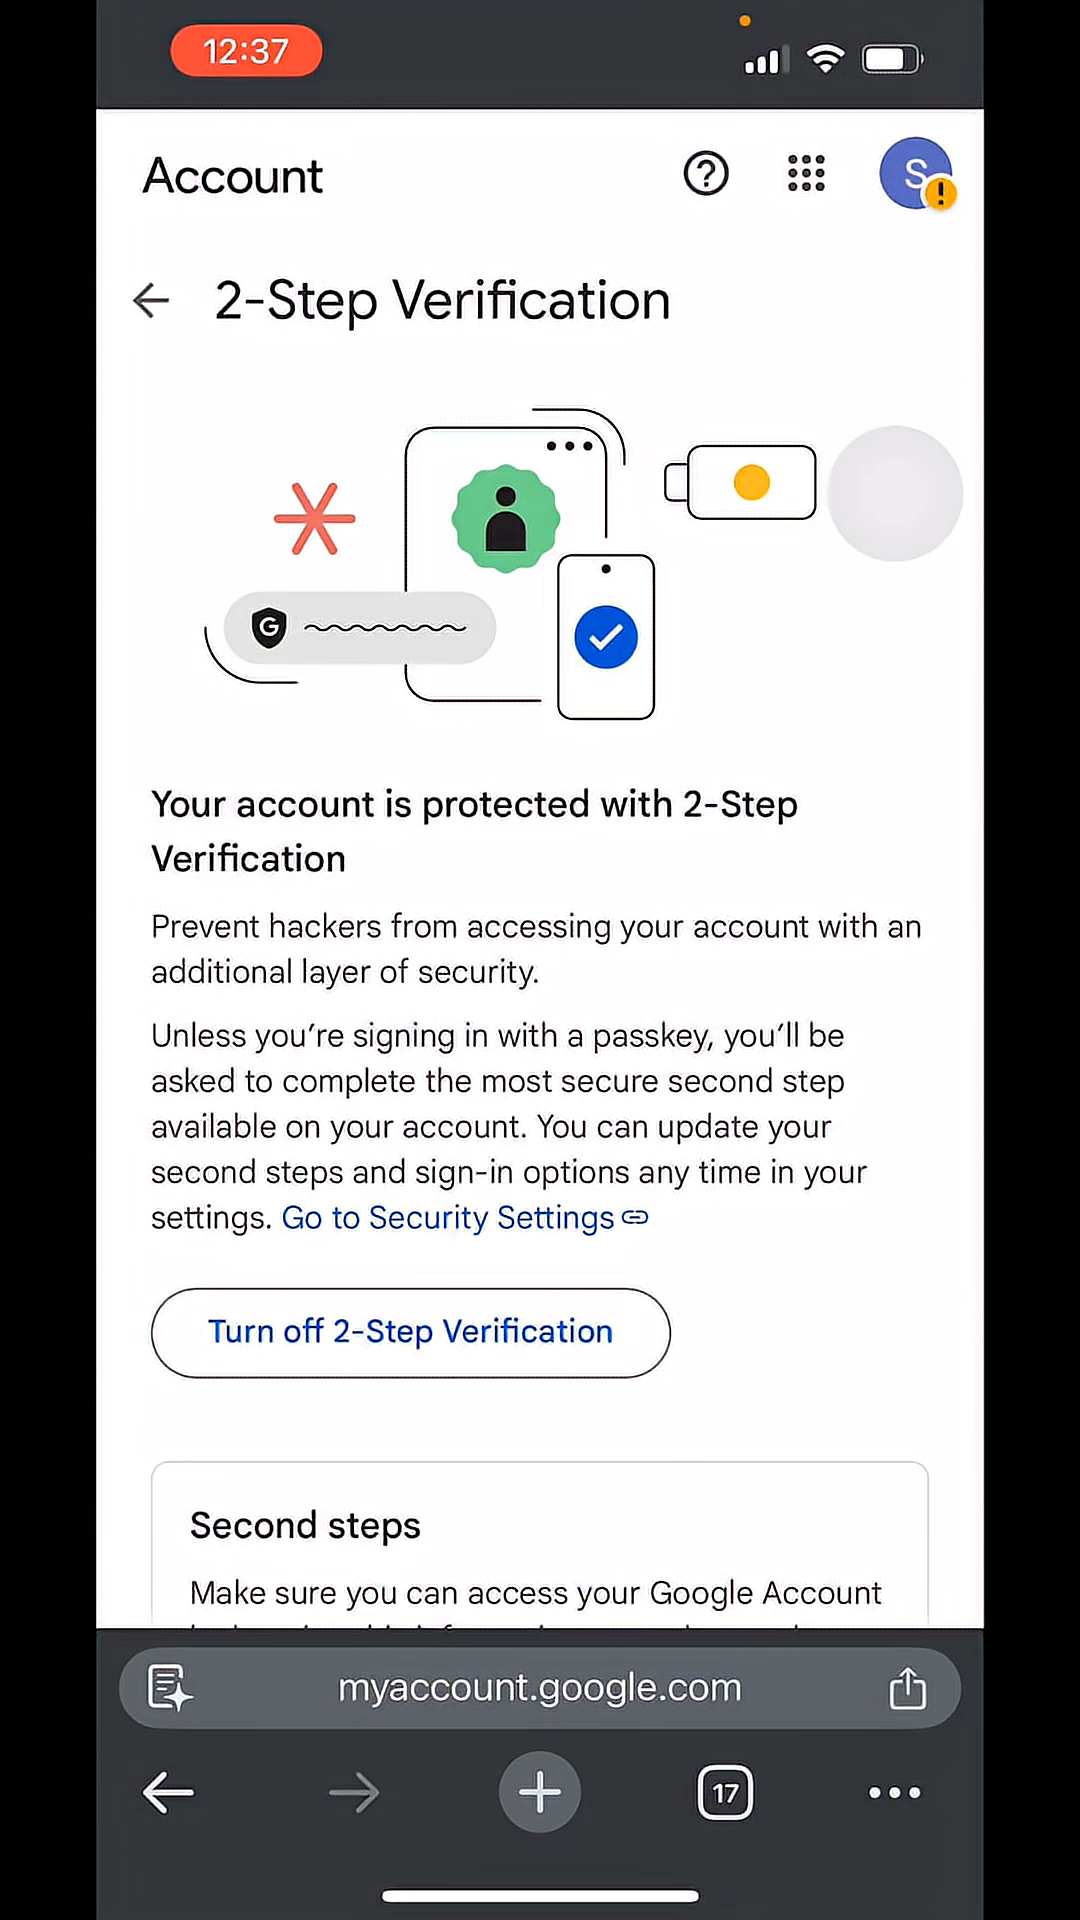 12:37
Account
S
2-Step Verification
G
Your account is protected with 2-Step
Verification
Prevent hackers from accessing your account with an
additional layer of security.
Unless you’re signing in with a passkey, you’ll be
asked to complete the most secure second step
available on your account. You can update your
second steps and sign-in options any time in your
settings. Go to Security Settings
Turn off 2-Step Verification
Second steps
Make sure you can access your Google Account
myaccount.google.com
17